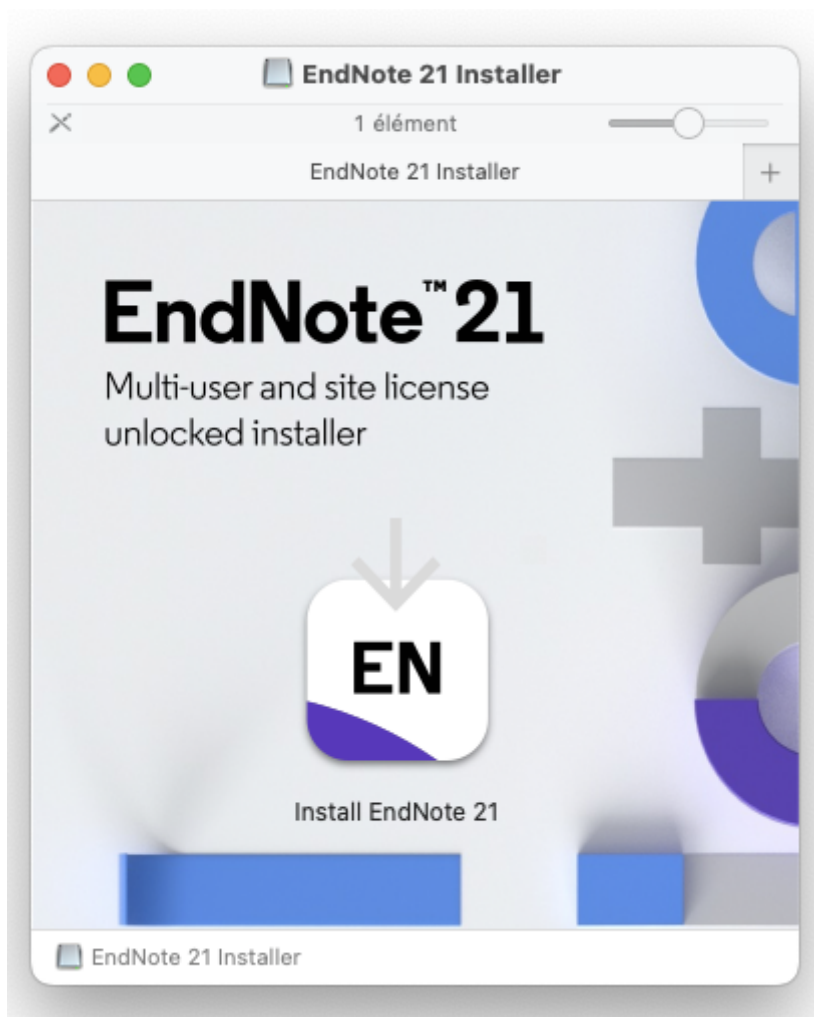 EndNote 21 Installer
1 élément
EndNote 21 Installer
+
EndNote™ 21
Multi-user and site license
unlocked installer
EN
Install EndNote 21
EndNote 21 Installer